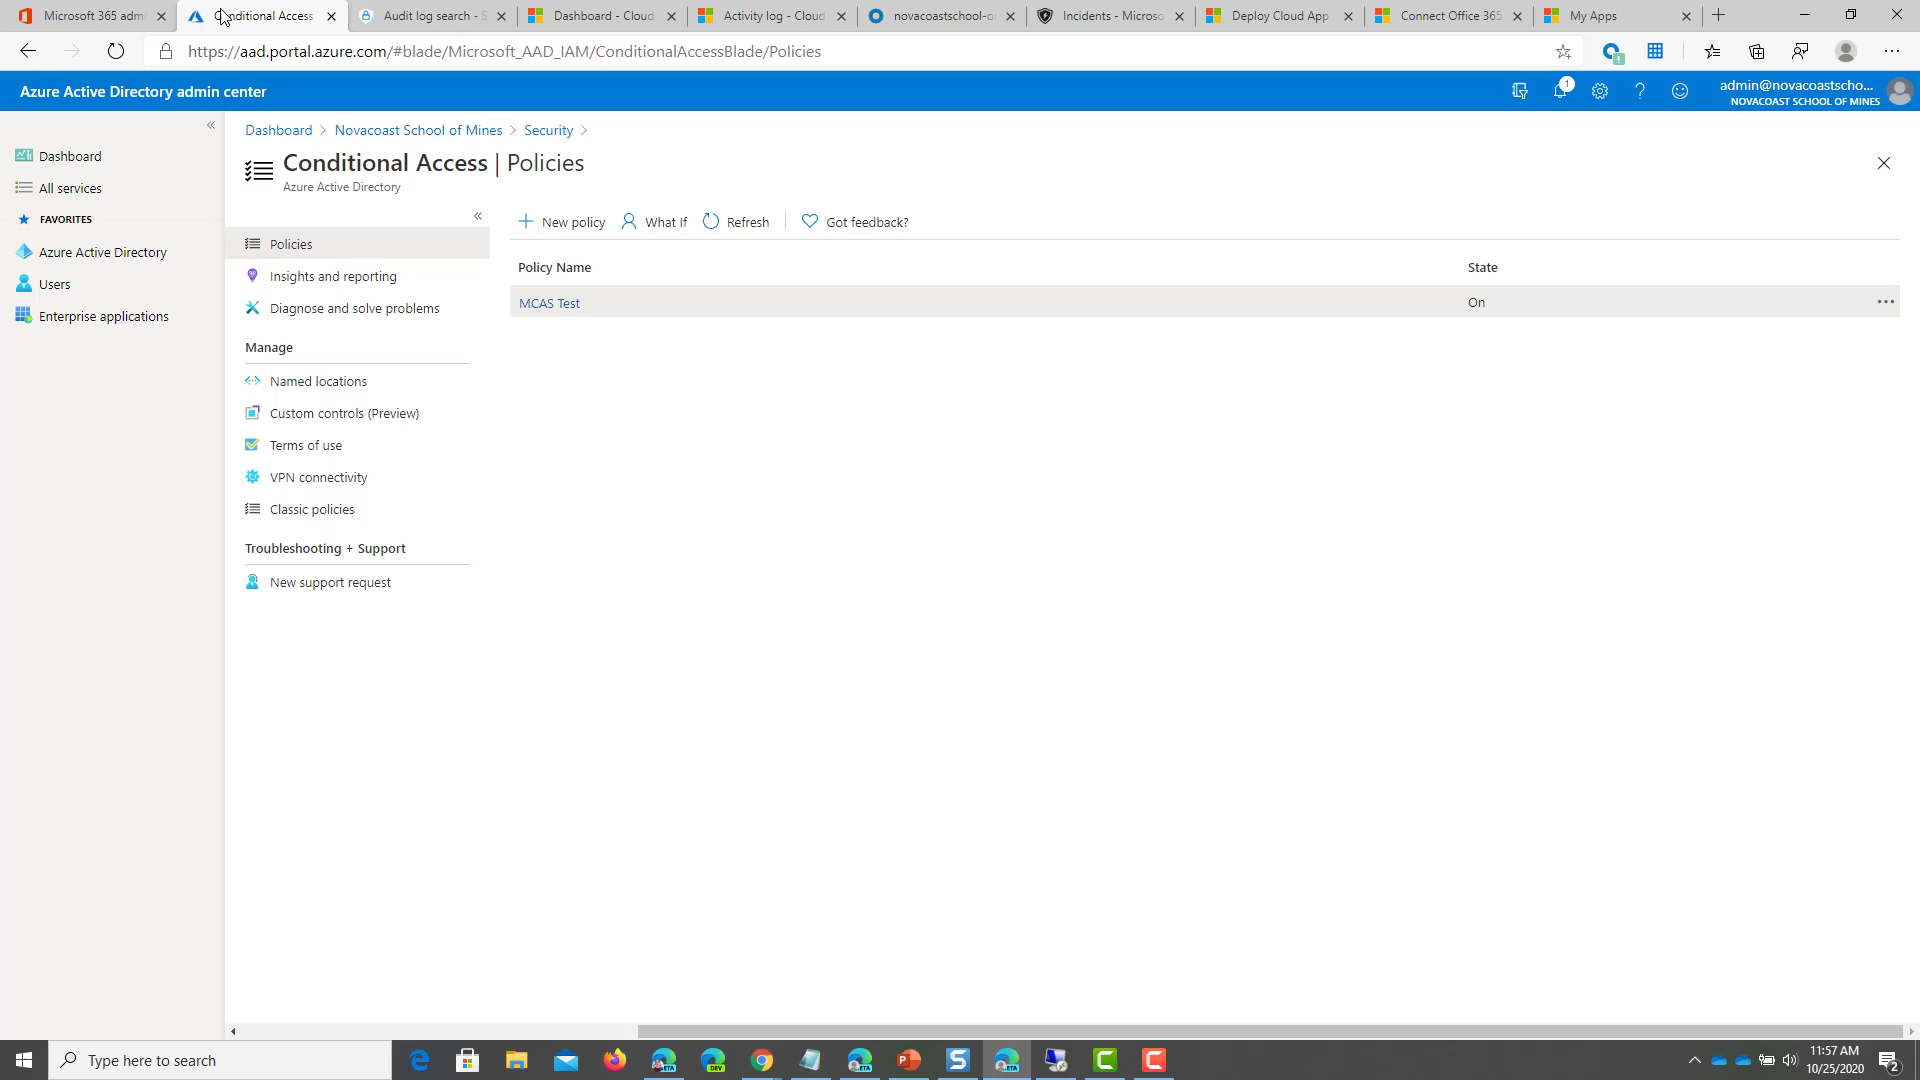 Microsoft 365 admi
Conditional Access
Audit log search - S
Dashboard - Cloud
Activity log - Cloud
novacoastschool-o
Incidents - Microso
Deploy Cloud App
Connect Office 365
My Apps
https://aad.portal.azure.com/#blade/Microsoft_AAD_IAM/ConditionalAccessBlade/Policies
Azure Active Directory admin center
1
admin@novacoastscho...
NOVACOAST SCHOOL OF MINES
Dashboard
All services
FAVORITES
Azure Active Directory
Users
Enterprise applications
Dashboard > Novacoast School of Mines > Security >
Conditional Access | Policies
Azure Active Directory
Policies
Insights and reporting
Diagnose and solve problems
Manage
Named locations
Custom controls (Preview)
Terms of use
VPN connectivity
Classic policies
Troubleshooting + Support
New support request
New policy
What If
Refresh
Got feedback?
Policy Name
State
MCAS Test
On
Type here to search
BETA
DEV
11:57 AM
10/25/2020
2